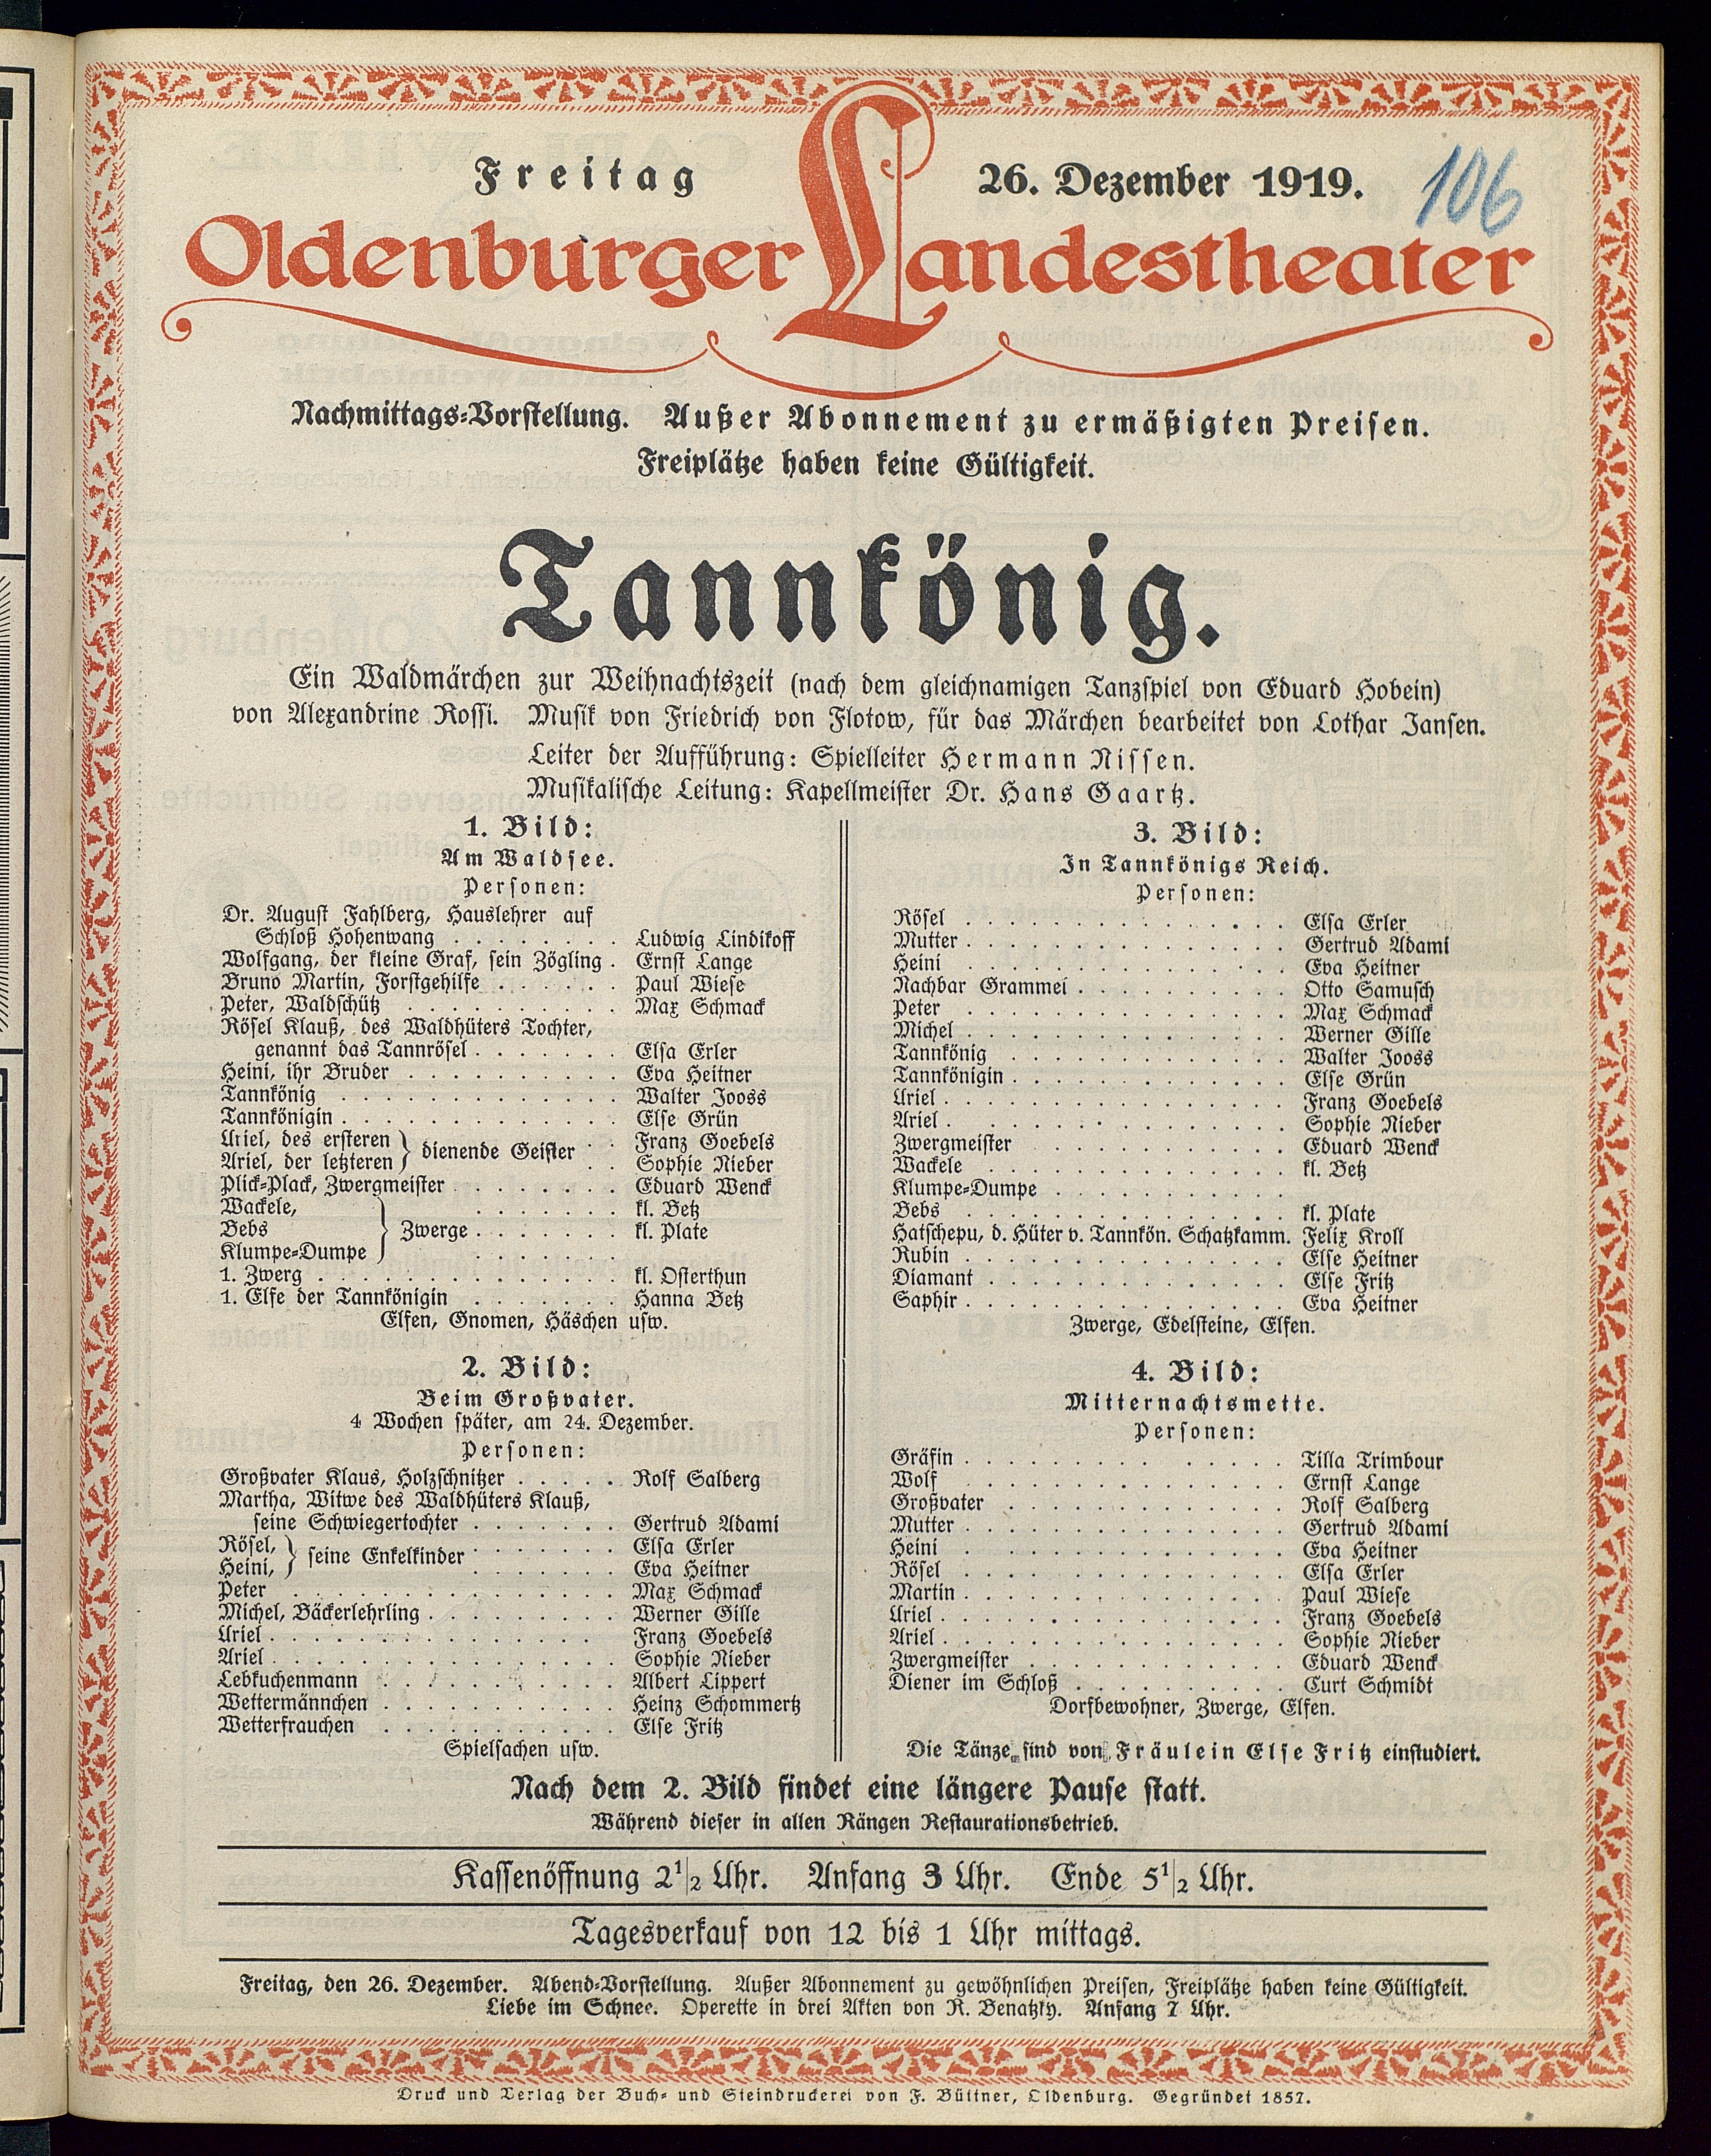 Freitag 26. Dezember 1919. 106
Oldenburger Landestheater
Nachmittags-Vorstellung. Außer Abonnement zu ermäßigten Preisen.
Freiplätze haben keine Gültigkeit.
Tannkönig.
Ein Waldmärchen zur Weihnachtszeit (nach dem gleichnamigen Tanzspiel von Eduard Hobein)
von Alexandrine Rossi. Musik von Friedrich von Flotow, für das Märchen bearbeitet von Lothar Jansen.
Leiter der Aufführung: Spielleiter Hermann Nissen.
Musikalische Leitung: Kapellmeister Dr. Hans Gaartz.
1. Bild:
Am Waldsee.
Personen:
Dr. August Fahlberg, Hauslehrer auf
Schloß Hohenwang . . . . . . . . Ludwig Lindikoff
Wolfgang, der kleine Graf, sein Zögling . Ernst Lange
Bruno Martin, Forstgehilfe . . . . . . Paul Wiese
Peter, Waldschütz . . . . . . . . . . Max Schmack
Rösel Klauß, des Waldhüters Tochter,
genannt das Tannrösel . . . . . . . Elsa Erler
Heini, ihr Bruder . . . . . . . . . . Eva Heitner
Tannkönig . . . . . . . . . . . . . Walter Jooss
Tannkönigin . . . . . . . . . . . . . Else Grün
Uriel, des ersteren } dienende Geister . . Franz Goebels
Ariel, der letzteren } . . Sophie Nieber
Plick-Plack, Zwergmeister . . . . . . . . Eduard Wenck
Wackele, } . . . . . . . kl. Betz
Bebs } Zwerge . . . . . . . kl. Plate
Klumpe-Dumpe } . . . . . . .
1. Zwerg . . . . . . . . . . . . . . kl. Osterthun
1. Elfe der Tannkönigin . . . . . . . Hanna Betz
Elfen, Gnomen, Häschen usw.
2. Bild:
Beim Großvater.
4 Wochen später, am 24. Dezember.
Personen:
Großvater Klaus, Holzschnitzer . . . . . Rolf Salberg
Martha, Witwe des Waldhüters Klauß,
seine Schwiegertochter . . . . . . . Gertrud Adami
Rösel, } seine Enkelkinder . . . . . . . Elsa Erler
Heini, } . . . . . . . Eva Heitner
Peter . . . . . . . . . . . . . . . Max Schmack
Michel, Bäckerlehrling . . . . . . . . . Werner Gille
Uriel . . . . . . . . . . . . . . . Franz Goebels
Ariel . . . . . . . . . . . . . . . . Sophie Nieber
Lebkuchenmann . . . . . . . . . . . Albert Lippert
Wettermännchen . . . . . . . . . . . Heinz Schommertz
Wetterfrauchen . . . . . . . . . . . Else Fritz
Spielsachen usw.
3. Bild:
In Tannkönigs Reich.
Personen:
Rösel . . . . . . . . . . . . . . . Elsa Erler
Mutter . . . . . . . . . . . . . . . Gertrud Adami
Heini . . . . . . . . . . . . . . . Eva Heitner
Nachbar Grammei . . . . . . . . . . Otto Samusch
Peter . . . . . . . . . . . . . . . Max Schmack
Michel . . . . . . . . . . . . . . . Werner Gille
Tannkönig . . . . . . . . . . . . . Walter Jooss
Tannkönigin . . . . . . . . . . . . . Else Grün
Uriel . . . . . . . . . . . . . . . . Franz Goebels
Ariel . . . . . . . . . . . . . . . . Sophie Nieber
Zwergmeister . . . . . . . . . . . Eduard Wenck
Wackele . . . . . . . . . . . . . . kl. Betz
Klumpe-Dumpe . . . . . . . . . . .
Bebs . . . . . . . . . . . . . . . kl. Plate
Hatschepu, d. Hüter v. Tannkön. Schatzkamm. Felix Kroll
Rubin . . . . . . . . . . . . . . . Else Heitner
Diamant . . . . . . . . . . . . . . Else Fritz
Saphir . . . . . . . . . . . . . . . Eva Heitner
Zwerge, Edelsteine, Elfen.
4. Bild:
Mitternachtsmette.
Personen:
Gräfin . . . . . . . . . . . . . . . Tilla Trimbour
Wolf . . . . . . . . . . . . . . . Ernst Lange
Großvater . . . . . . . . . . . . . Rolf Salberg
Mutter . . . . . . . . . . . . . . . Gertrud Adami
Heini . . . . . . . . . . . . . . . Eva Heitner
Rösel . . . . . . . . . . . . . . . Elsa Erler
Martin . . . . . . . . . . . . . . . Paul Wiese
Uriel . . . . . . . . . . . . . . . . Franz Goebels
Ariel . . . . . . . . . . . . . . . . Sophie Nieber
Zwergmeister . . . . . . . . . . . . Eduard Wenck
Diener im Schloß . . . . . . . . . . Curt Schmidt
Dorfbewohner, Zwerge, Elfen.
Die Tänze sind von Fräulein Else Fritz einstudiert.
Nach dem 2. Bild findet eine längere Pause statt.
Während dieser in allen Rängen Restaurationsbetrieb.
Kassenöffnung 2 1/2 Uhr. Anfang 3 Uhr. Ende 5 1/2 Uhr.
Tagesverkauf von 12 bis 1 Uhr mittags.
Freitag, den 26. Dezember. Abend-Vorstellung. Außer Abonnement zu gewöhnlichen Preisen, Freiplätze haben keine Gültigkeit.
Liebe im Schnee. Operette in drei Akten von R. Benatzky. Anfang 7 Uhr.
Druck und Verlag der Buch- und Steindruckerei von F. Büttner, Oldenburg. Gegründet 1857.